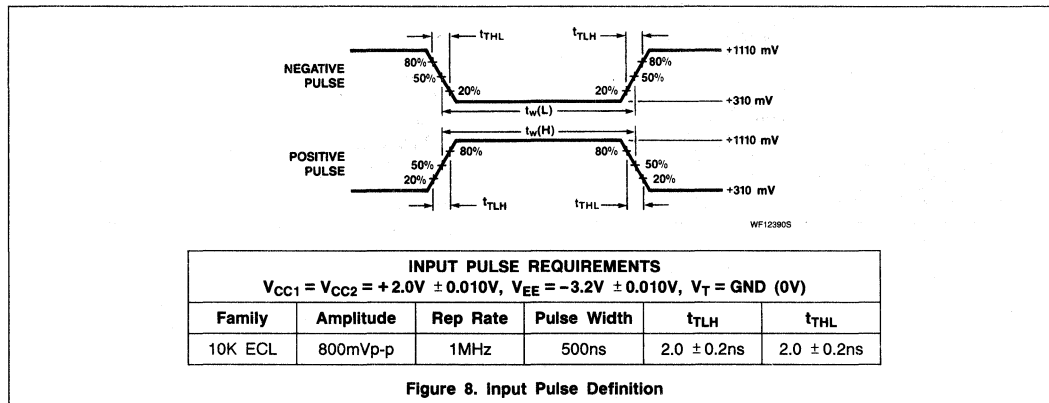 tTHL tTLH
+1110 mV
NEGATIVE
PULSE
80% 80%
50% 50%
20% 20%
tw(L)
+310 mV
tw(H)
+1110 mV
POSITIVE
PULSE
80% 80%
50% 50%
20% 20%
+310 mV
tTLH tTHL
WF12390S
INPUT PULSE REQUIREMENTS
VCC1 = VCC2 = +2.0V ± 0.010V, VEE = -3.2V ± 0.010V, VT = GND (0V)
Family Amplitude Rep Rate Pulse Width tTLH tTHL
10K ECL 800mVp-p 1MHz 500ns 2.0 ± 0.2ns 2.0 ± 0.2ns
Figure 8. Input Pulse Definition